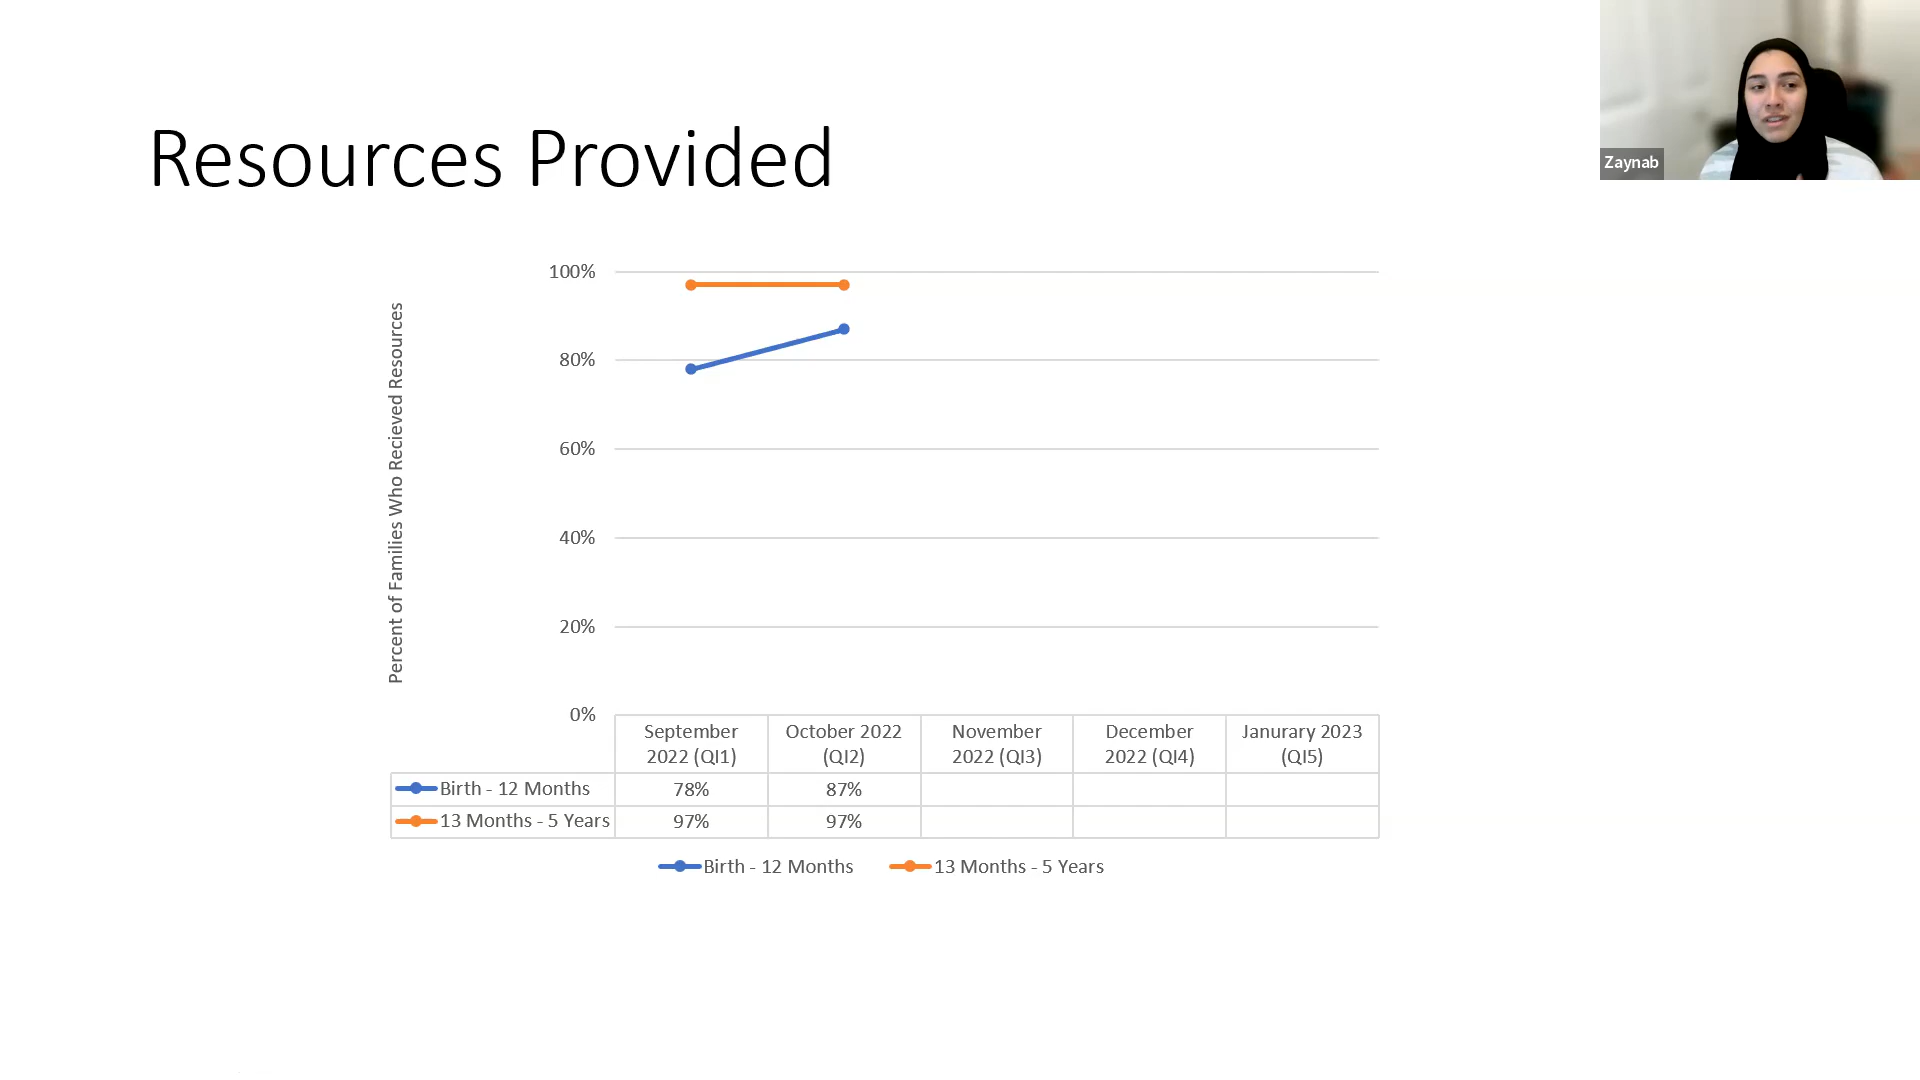 Resources Provided
Zaynab
Percent of Families Who Recieved Resources
100%
80%
60%
40%
20%
0%
September 2022 (QI1)
October 2022 (QI2)
November 2022 (QI3)
December 2022 (QI4)
Janurary 2023 (QI5)
Birth - 12 Months 78% 87%
13 Months - 5 Years 97% 97%
Birth - 12 Months 13 Months - 5 Years